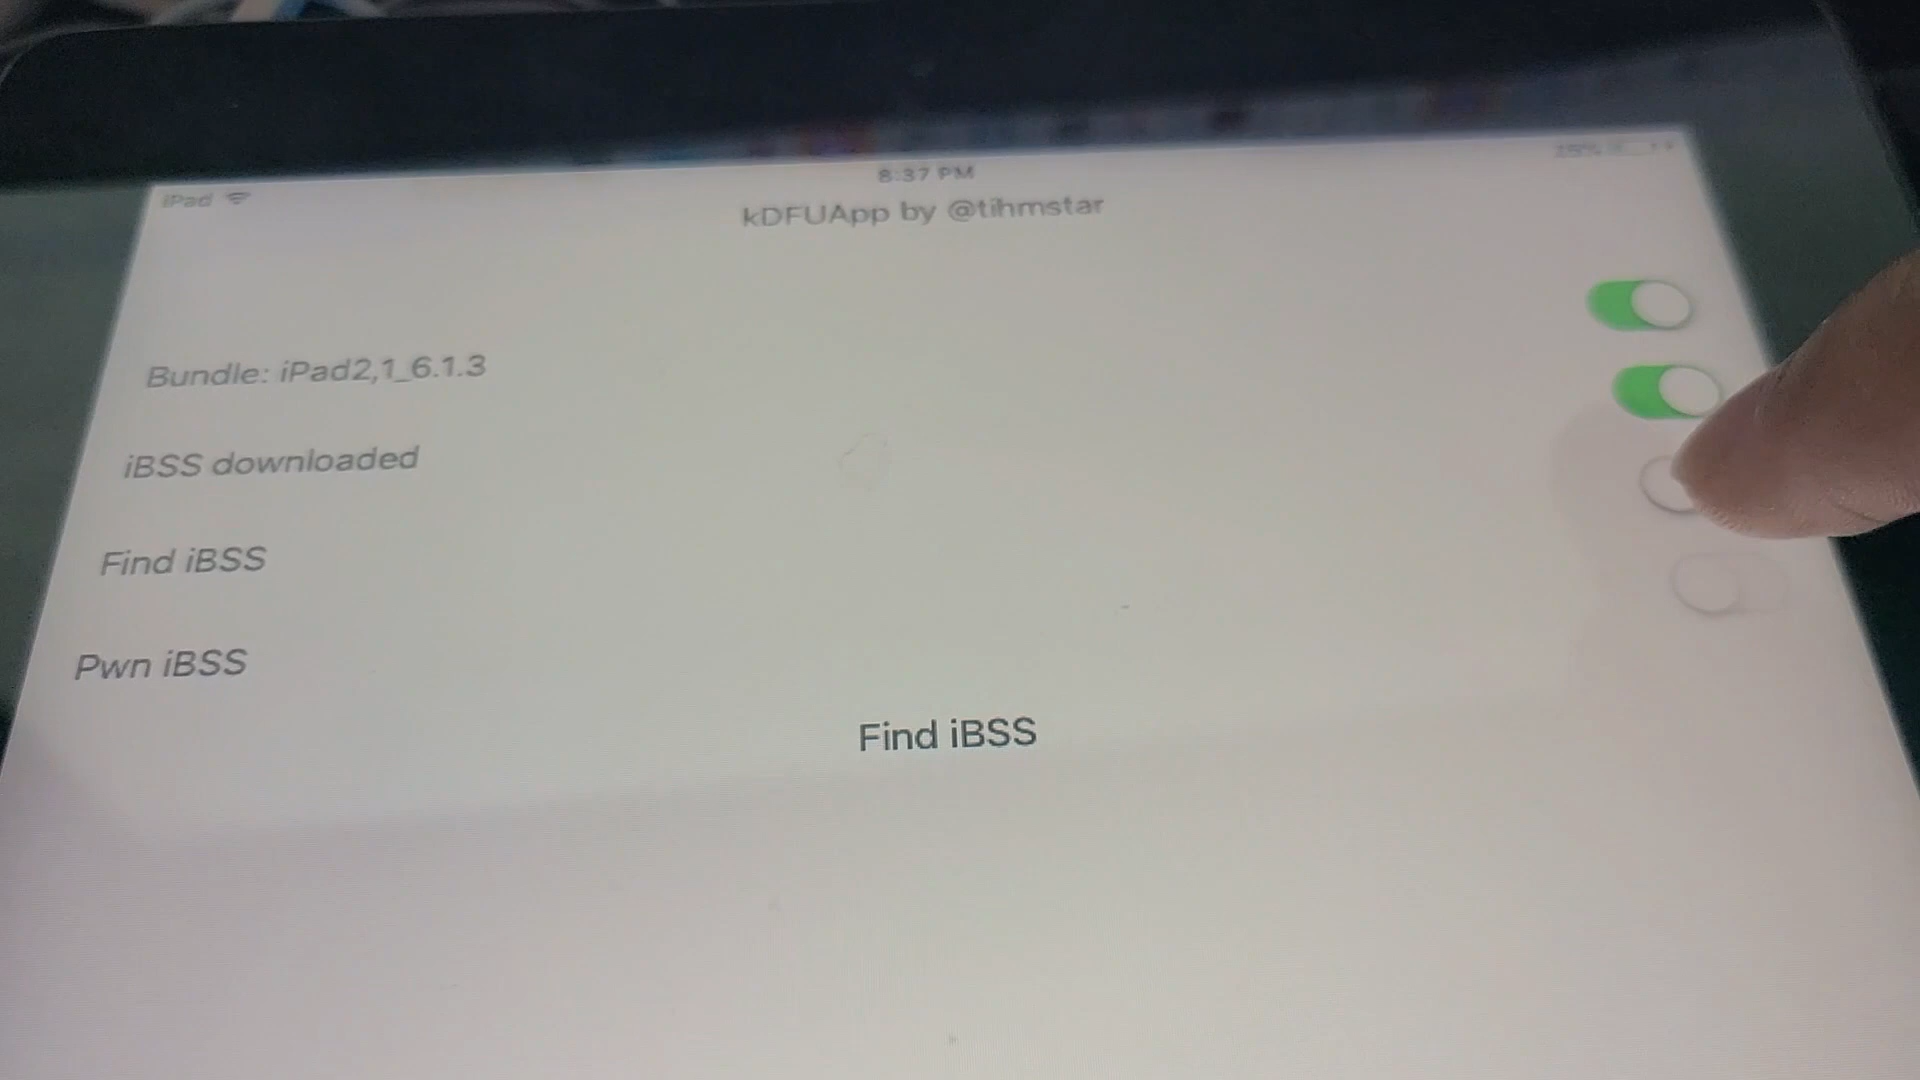 iPad
8:37 PM
kDFUApp by @tihmstar
Bundle: iPad2,1_6.1.3
iBSS downloaded
Find iBSS
Pwn iBSS
Find iBSS